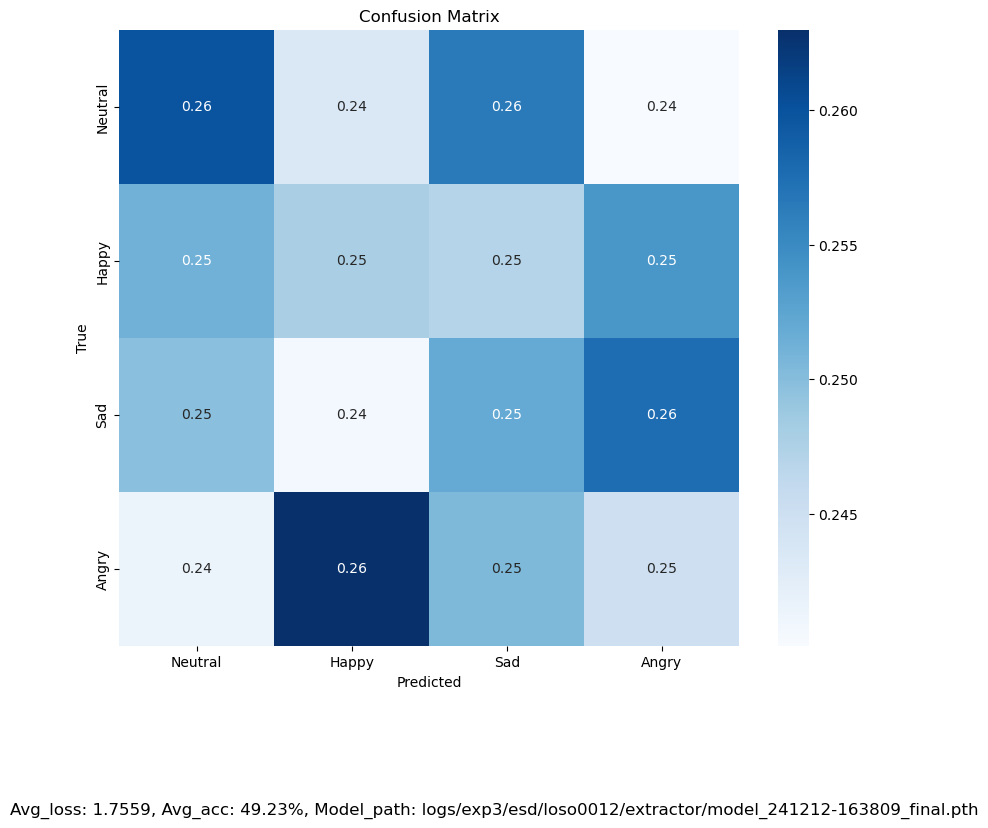 Confusion Matrix
Neutral 0.26 0.24 0.26 0.24
Happy 0.25 0.25 0.25 0.25
Sad 0.25 0.24 0.25 0.26
Angry 0.24 0.26 0.25 0.25
True
Neutral Happy Sad Angry
Predicted
0.260
0.255
0.250
0.245
Avg_loss: 1.7559, Avg_acc: 49.23%, Model_path: logs/exp3/esd/loso0012/extractor/model_241212-163809_final.pth